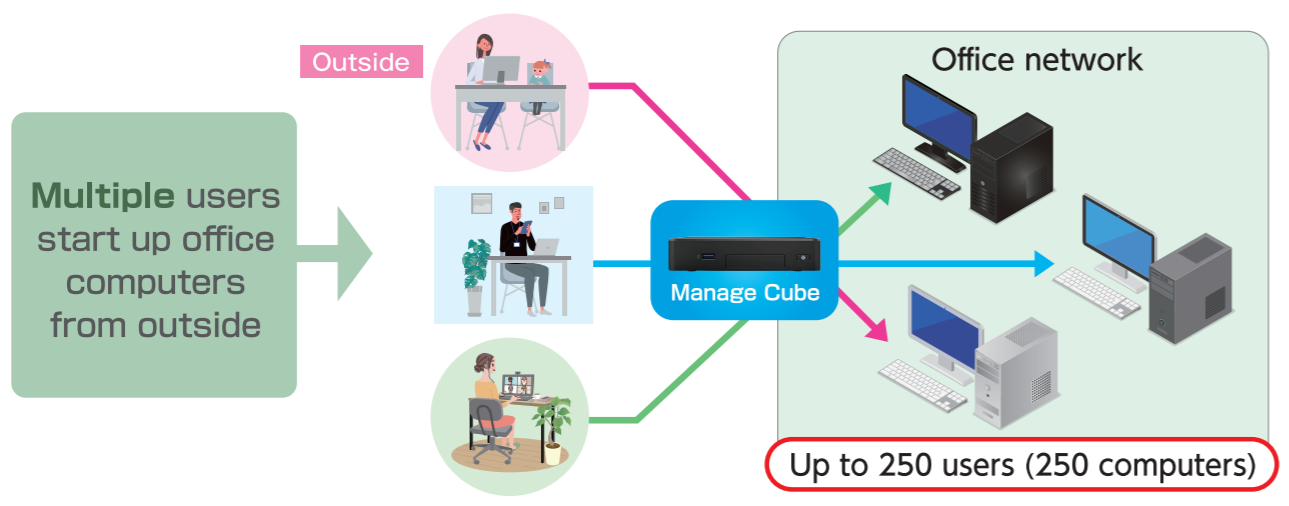 Outside
Multiple users
start up office
computers
from outside
Manage Cube
Office network
Up to 250 users (250 computers)